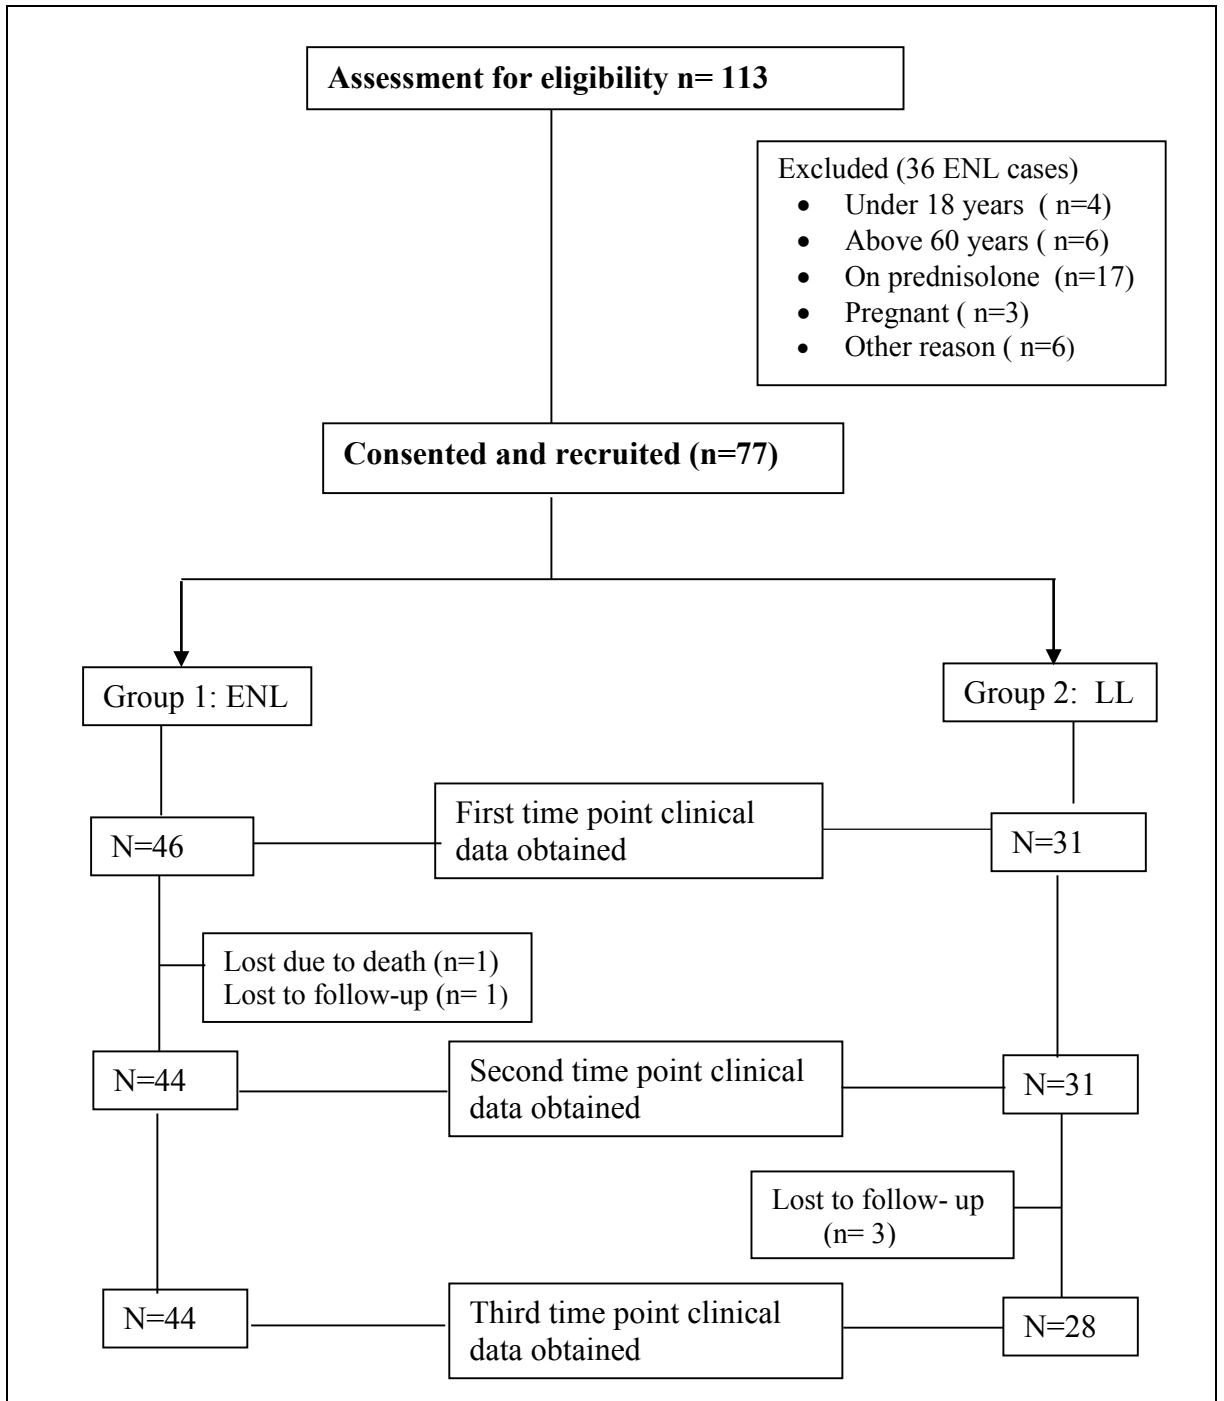 Assessment for eligibility n= 113
Excluded (36 ENL cases)
• Under 18 years ( n=4)
• Above 60 years ( n=6)
• On prednisolone (n=17)
• Pregnant ( n=3)
• Other reason ( n=6)
Consented and recruited (n=77)
Group 1: ENL
Group 2: LL
First time point clinical
data obtained
N=46
N=31
Lost due to death (n=1)
Lost to follow-up (n= 1)
N=44
Second time point clinical
data obtained
N=31
Lost to follow- up
(n= 3)
N=44
Third time point clinical
data obtained
N=28